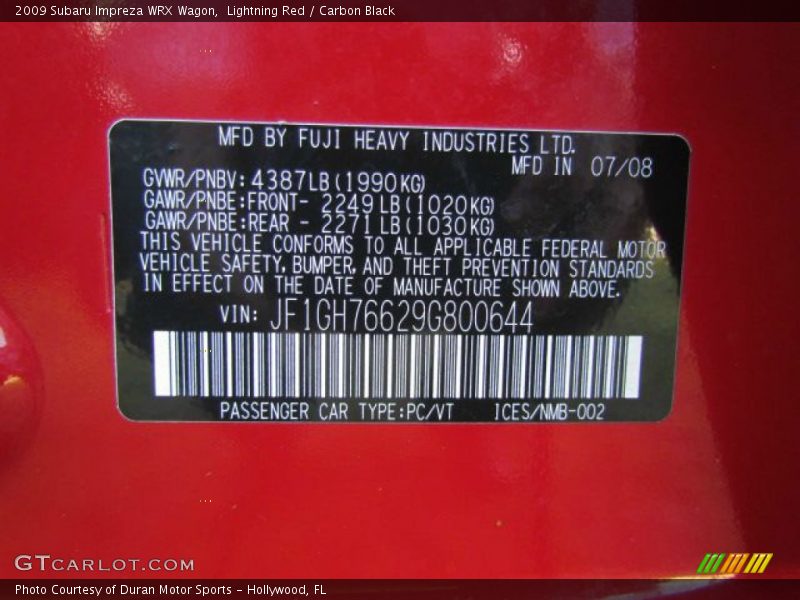 2009 Subaru Impreza WRX Wagon,  Lightning Red / Carbon Black
MFD BY FUJI HEAVY INDUSTRIES LTD.
MFD IN 07/08
GVWR/PNBV: 4387LB(1990KG)
GAWR/PNBE:FRONT- 2249LB(1020KG)
GAWR/PNBE:REAR - 2271LB(1030KG)
THIS VEHICLE CONFORMS TO ALL APPLICABLE FEDERAL MOTOR
VEHICLE SAFETY, BUMPER, AND THEFT PREVENTION STANDARDS
IN EFFECT ON THE DATE OF MANUFACTURE SHOWN ABOVE.
VIN: JF1GH76629G800644
PASSENGER CAR TYPE:PC/VT ICES/NMB-002
GTCARLOT.COM
Photo Courtesy of Duran Motor Sports - Hollywood, FL